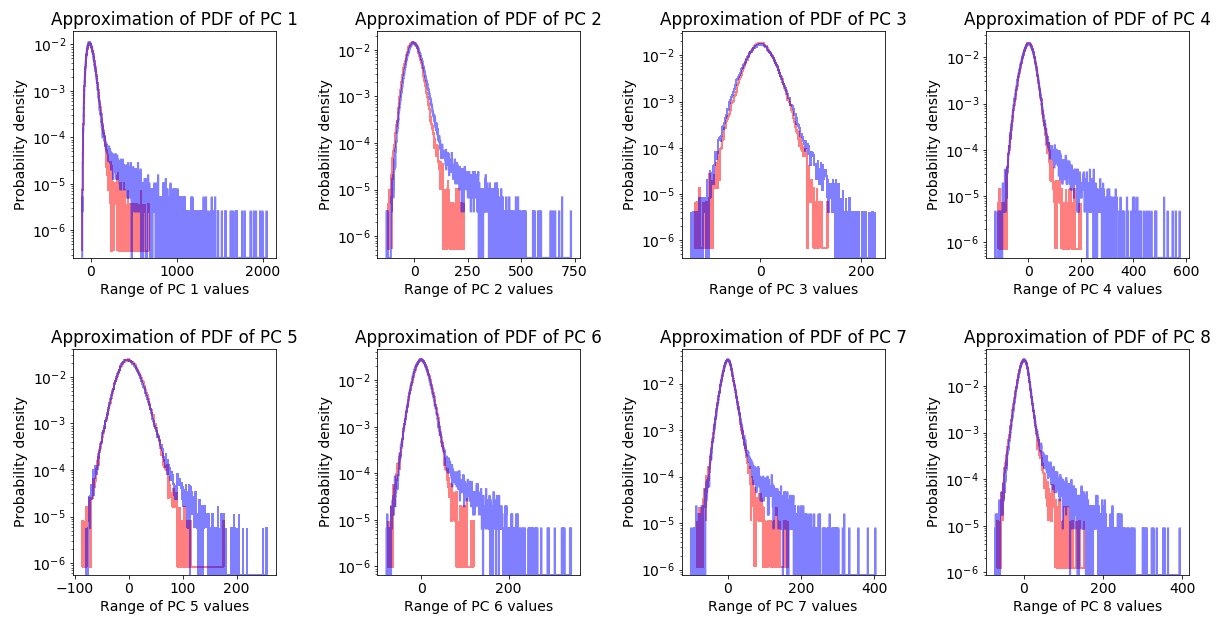 Approximation of PDF of PC 1
Probability density
10⁻²
10⁻³
10⁻⁴
10⁻⁵
10⁻⁶
0 1000 2000
Range of PC 1 values
Approximation of PDF of PC 2
Probability density
10⁻²
10⁻³
10⁻⁴
10⁻⁵
10⁻⁶
0 250 500 750
Range of PC 2 values
Approximation of PDF of PC 3
Probability density
10⁻²
10⁻³
10⁻⁴
10⁻⁵
10⁻⁶
0 200
Range of PC 3 values
Approximation of PDF of PC 4
Probability density
10⁻²
10⁻³
10⁻⁴
10⁻⁵
10⁻⁶
0 200 400 600
Range of PC 4 values
Approximation of PDF of PC 5
Probability density
10⁻²
10⁻³
10⁻⁴
10⁻⁵
10⁻⁶
−100 0 100 200
Range of PC 5 values
Approximation of PDF of PC 6
Probability density
10⁻²
10⁻³
10⁻⁴
10⁻⁵
10⁻⁶
0 200
Range of PC 6 values
Approximation of PDF of PC 7
Probability density
10⁻²
10⁻³
10⁻⁴
10⁻⁵
10⁻⁶
0 200 400
Range of PC 7 values
Approximation of PDF of PC 8
Probability density
10⁻²
10⁻³
10⁻⁴
10⁻⁵
10⁻⁶
0 200 400
Range of PC 8 values